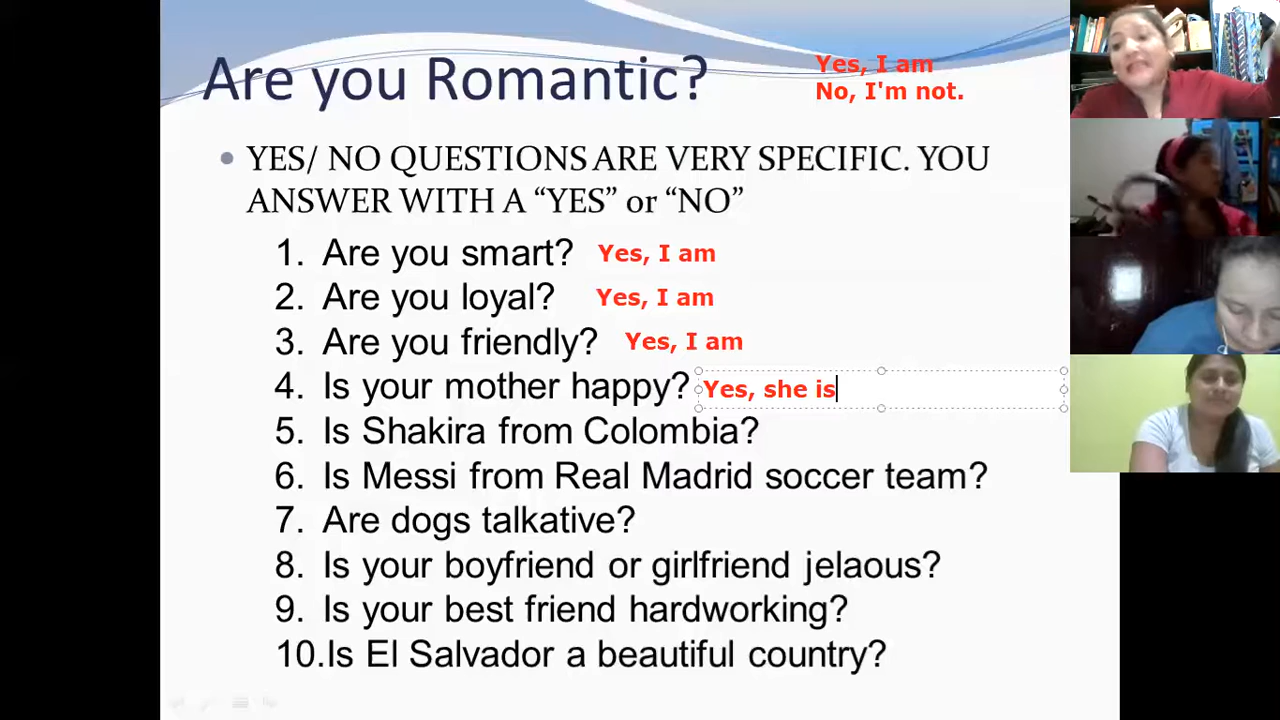 Are you Romantic?
Yes, I am
No, I'm not.
• YES/ NO QUESTIONS ARE VERY SPECIFIC. YOU
ANSWER WITH A “YES” or “NO”
1. Are you smart? Yes, I am
2. Are you loyal? Yes, I am
3. Are you friendly? Yes, I am
4. Is your mother happy? Yes, she is
5. Is Shakira from Colombia?
6. Is Messi from Real Madrid soccer team?
7. Are dogs talkative?
8. Is your boyfriend or girlfriend jelaous?
9. Is your best friend hardworking?
10.Is El Salvador a beautiful country?